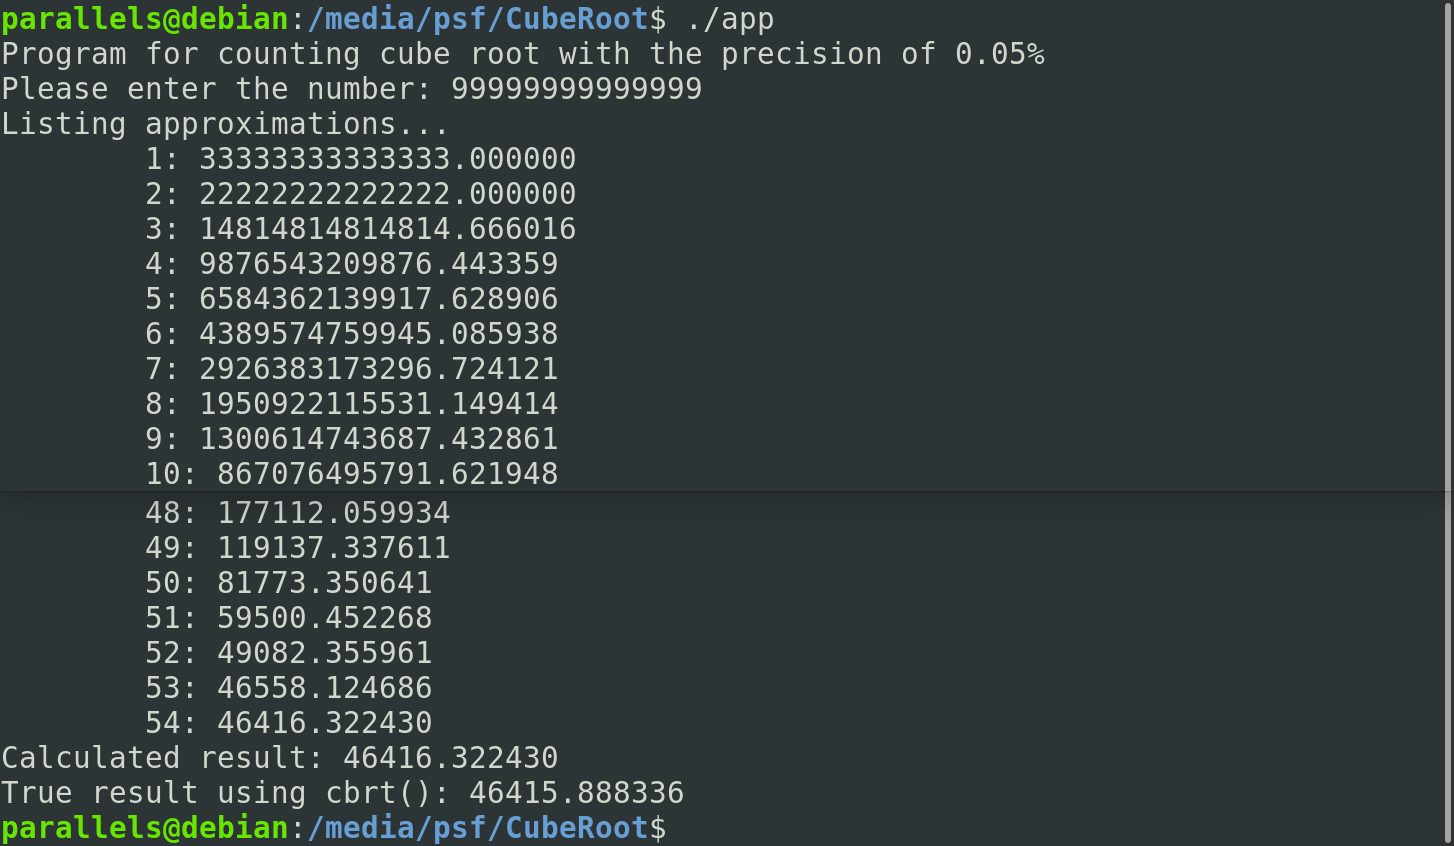 parallels@debian:/media/psf/CubeRoot$ ./app
Program for counting cube root with the precision of 0.05%
Please enter the number: 99999999999999
Listing approximations...
1: 33333333333333.000000
2: 22222222222222.000000
3: 14814814814814.666016
4: 9876543209876.443359
5: 6584362139917.628906
6: 4389574759945.085938
7: 2926383173296.724121
8: 1950922115531.149414
9: 1300614743687.432861
10: 867076495791.621948
48: 177112.059934
49: 119137.337611
50: 81773.350641
51: 59500.452268
52: 49082.355961
53: 46558.124686
54: 46416.322430
Calculated result: 46416.322430
True result using cbrt(): 46415.888336
parallels@debian:/media/psf/CubeRoot$